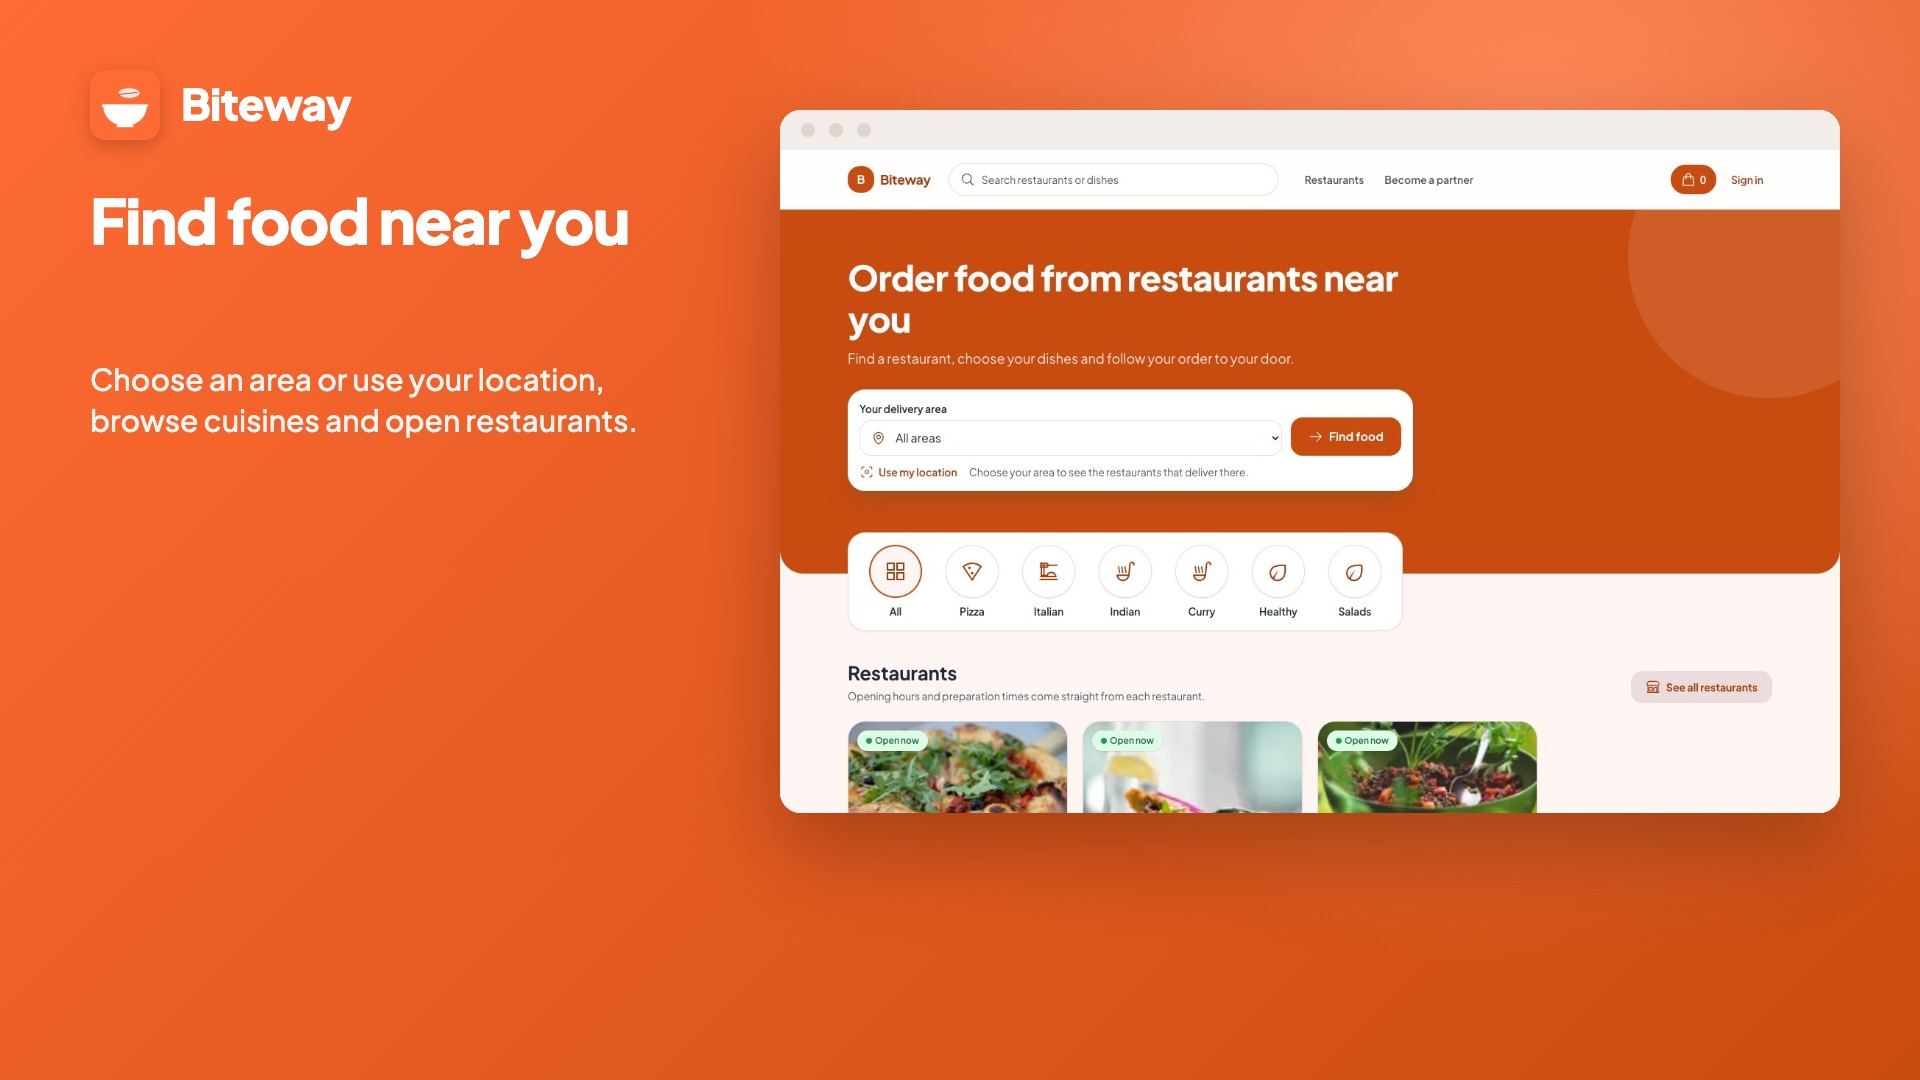 Biteway
Find food near you
Choose an area or use your location,
browse cuisines and open restaurants.
B Biteway
Search restaurants or dishes
Restaurants
Become a partner
0
Sign in
Order food from restaurants near
you
Find a restaurant, choose your dishes and follow your order to your door.
Your delivery area
All areas
Find food
Use my location
Choose your area to see the restaurants that deliver there.
All
Pizza
Italian
Indian
Curry
Healthy
Salads
Restaurants
Opening hours and preparation times come straight from each restaurant.
See all restaurants
Open now
Open now
Open now